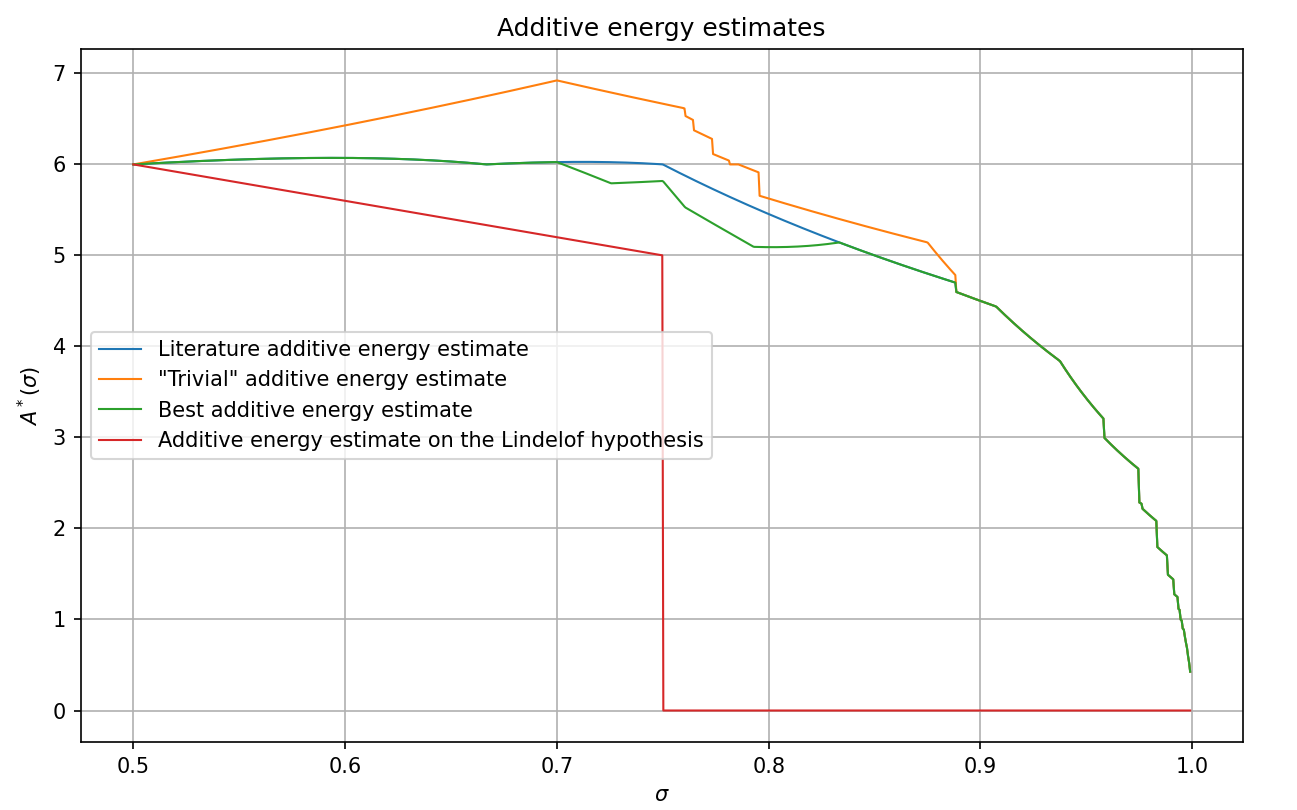 Additive energy estimates
7
6
5
4
3
2
1
0
A*(σ)
Literature additive energy estimate
"Trivial" additive energy estimate
Best additive energy estimate
Additive energy estimate on the Lindelof hypothesis
0.5 0.6 0.7 0.8 0.9 1.0
σ